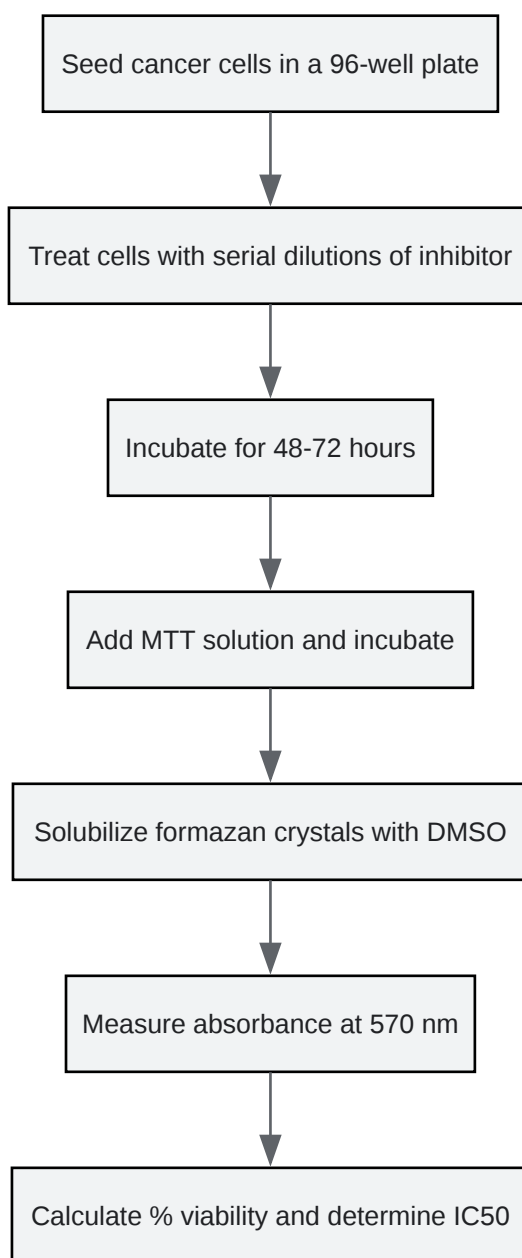 Seed cancer cells in a 96-well plate
Treat cells with serial dilutions of inhibitor
Incubate for 48-72 hours
Add MTT solution and incubate
Solubilize formazan crystals with DMSO
Measure absorbance at 570 nm
Calculate % viability and determine IC50